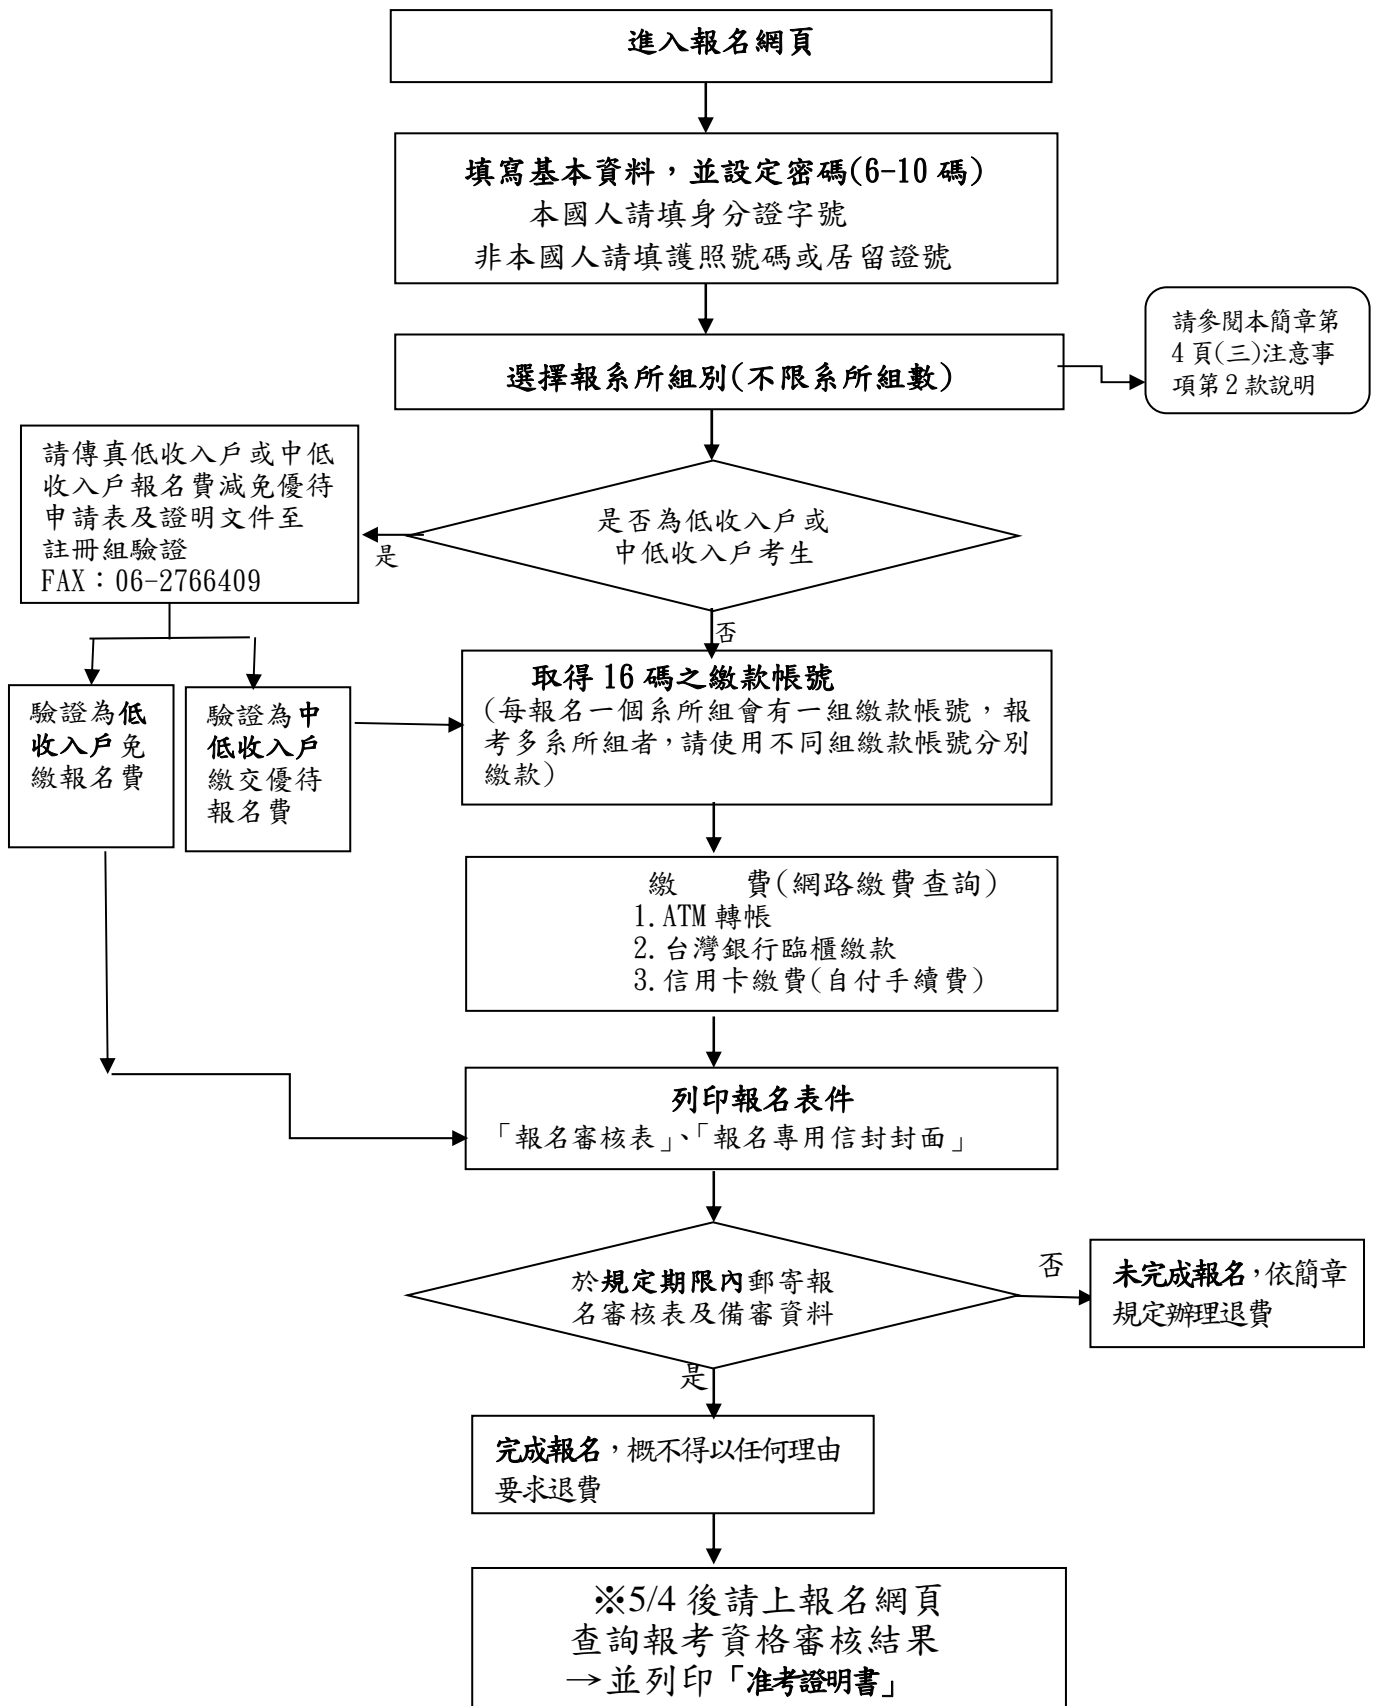 進入報名網頁
填寫基本資料，並設定密碼(6-10 碼)
本國人請填身分證字號
非本國人請填護照號碼或居留證號
選擇報系所組別(不限系所組數)
請參閱本簡章第
4 頁(三)注意事
項第 2 款說明
請傳真低收入戶或中低
收入戶報名費減免優待
申請表及證明文件至
註冊組驗證
FAX：06-2766409
是否為低收入戶或
中低收入戶考生
是
否
驗證為低
收入戶免
繳報名費
驗證為中
低收入戶
繳交優待
報名費
取得 16 碼之繳款帳號
(每報名一個系所組會有一組繳款帳號，報
考多系所組者，請使用不同組繳款帳號分別
繳款)
繳　　費(網路繳費查詢)
1.ATM 轉帳
2.台灣銀行臨櫃繳款
3.信用卡繳費(自付手續費)
列印報名表件
「報名審核表」、「報名專用信封封面」
於規定期限內郵寄報
名審核表及備審資料
否
未完成報名，依簡章
規定辦理退費
是
完成報名，概不得以任何理由
要求退費
※5/4 後請上報名網頁
查詢報考資格審核結果
→並列印「准考證明書」